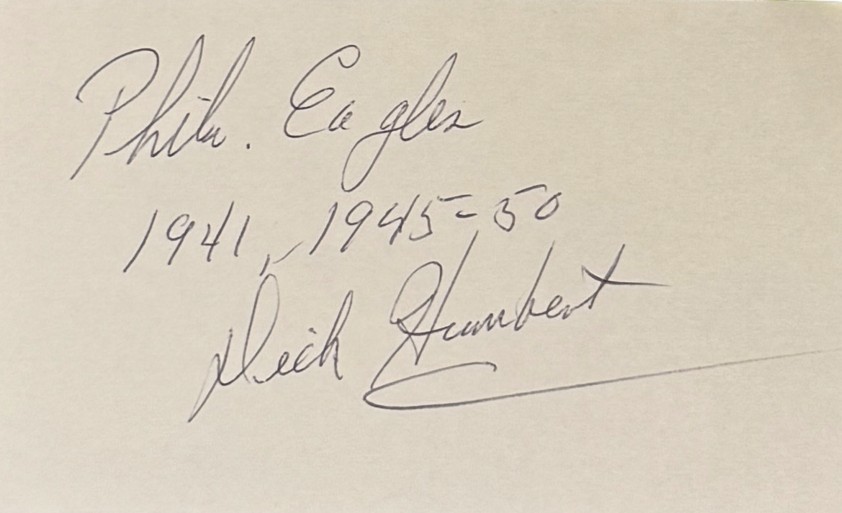 Phila. Eagles
1941, 1945-50
Dick Humbert